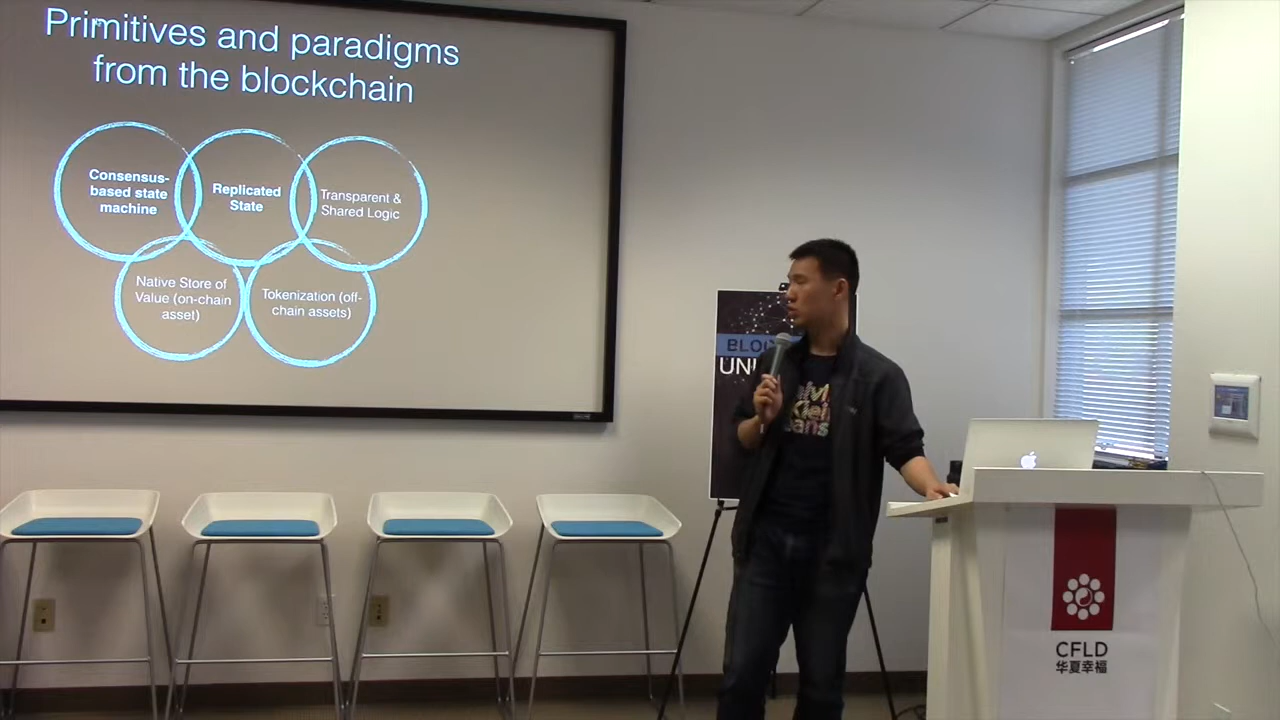 Primitives and paradigms
from the blockchain
Consensus-
based state
machine
Replicated
State
Transparent &
Shared Logic
Native Store of
Value (on-chain
asset)
Tokenization (off-
chain assets)
CFLD
华夏幸福